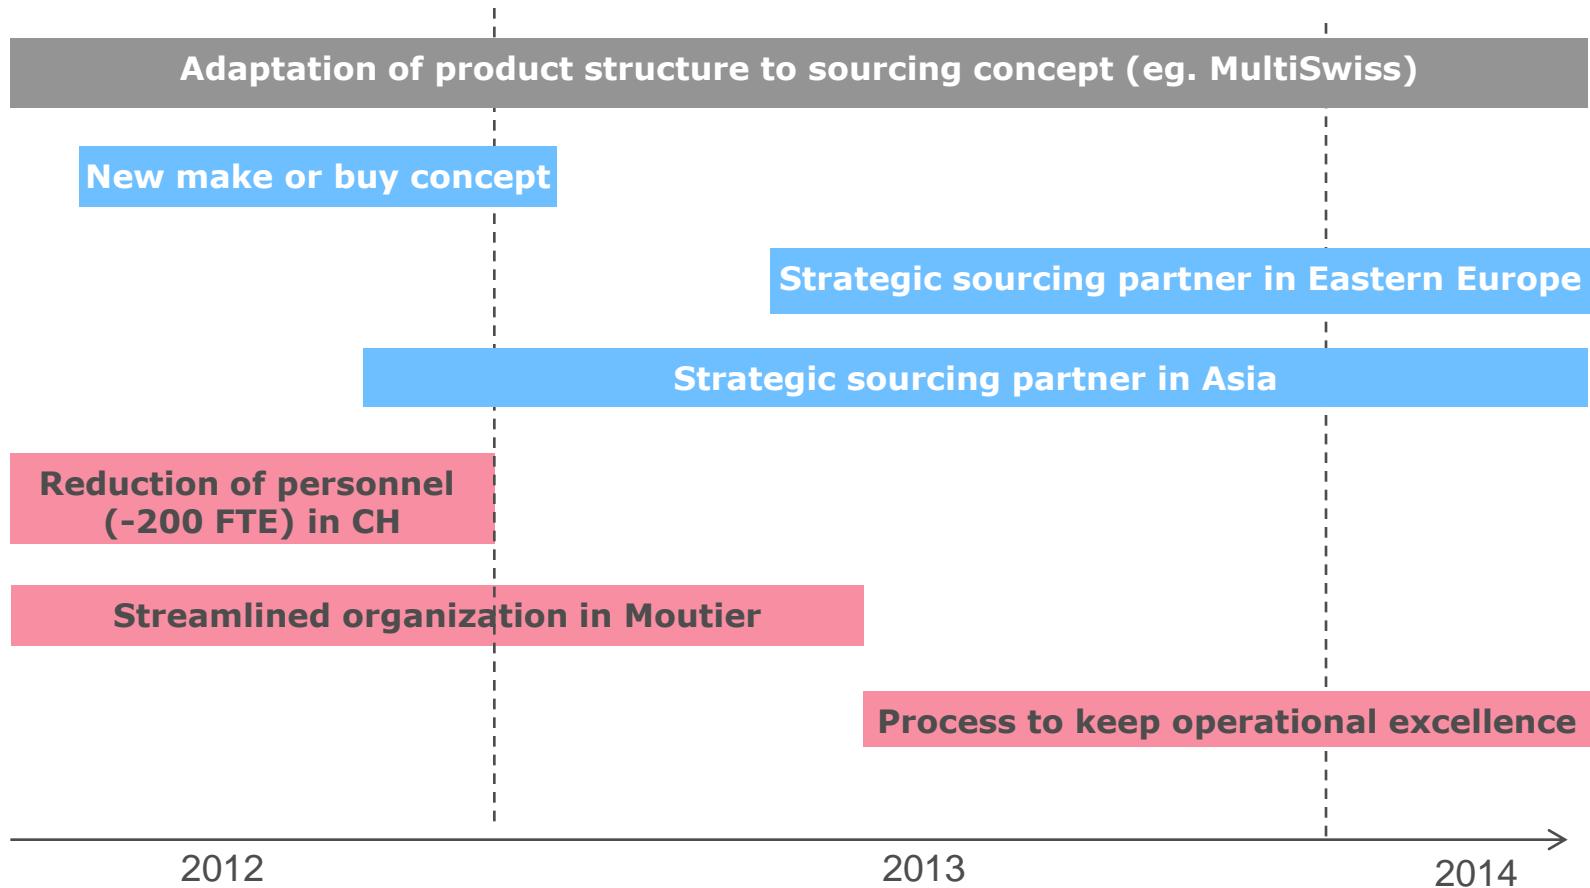 Adaptation of product structure to sourcing concept (eg. MultiSwiss)
New make or buy concept
Strategic sourcing partner in Eastern Europe
Strategic sourcing partner in Asia
Reduction of personnel
(-200 FTE) in CH
Streamlined organization in Moutier
Process to keep operational excellence
2012
2013
2014